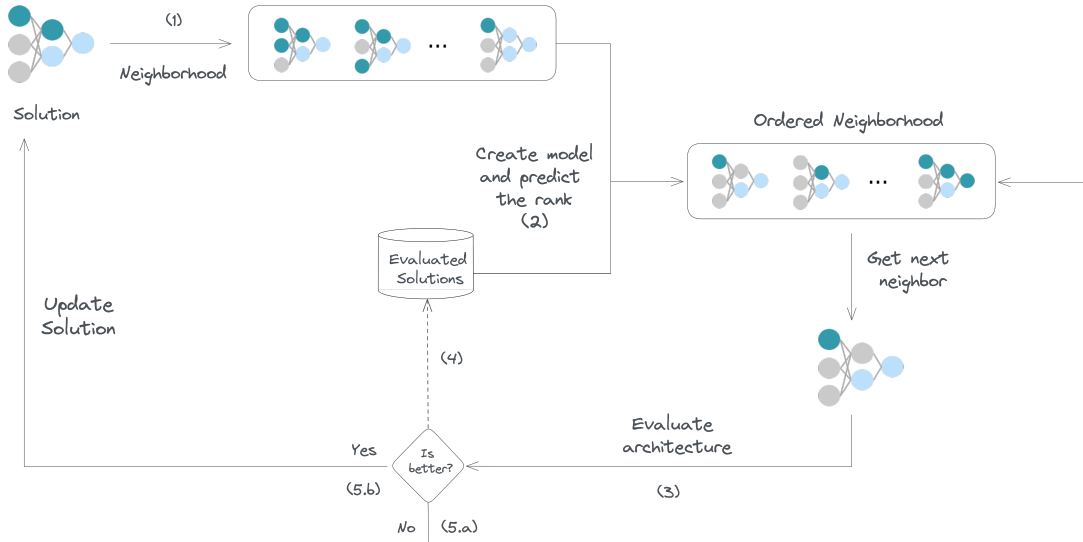 (1)
Neighborhood
...
Solution
Ordered Neighborhood
...
Create model
and predict
the rank
(2)
Evaluated
Solutions
Get next
neighbor
Update
Solution
(4)
Evaluate
architecture
(3)
Yes
(5.b)
Is
better?
No
(5.a)